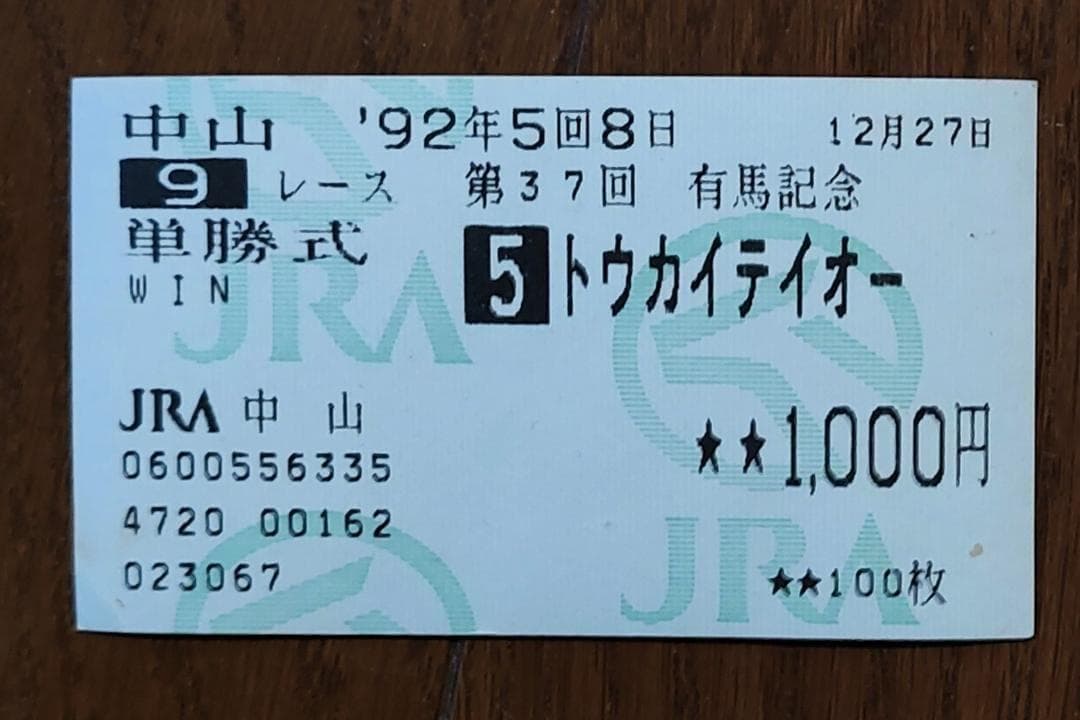 中山 '92年5回8日 12月27日
9 レース 第37回 有馬記念
単勝式
WIN
5 トウカイテイオー
JRA 中 山
★★1,000円
0600556335
4720 00162
023067
★★100枚
JRA
JRA